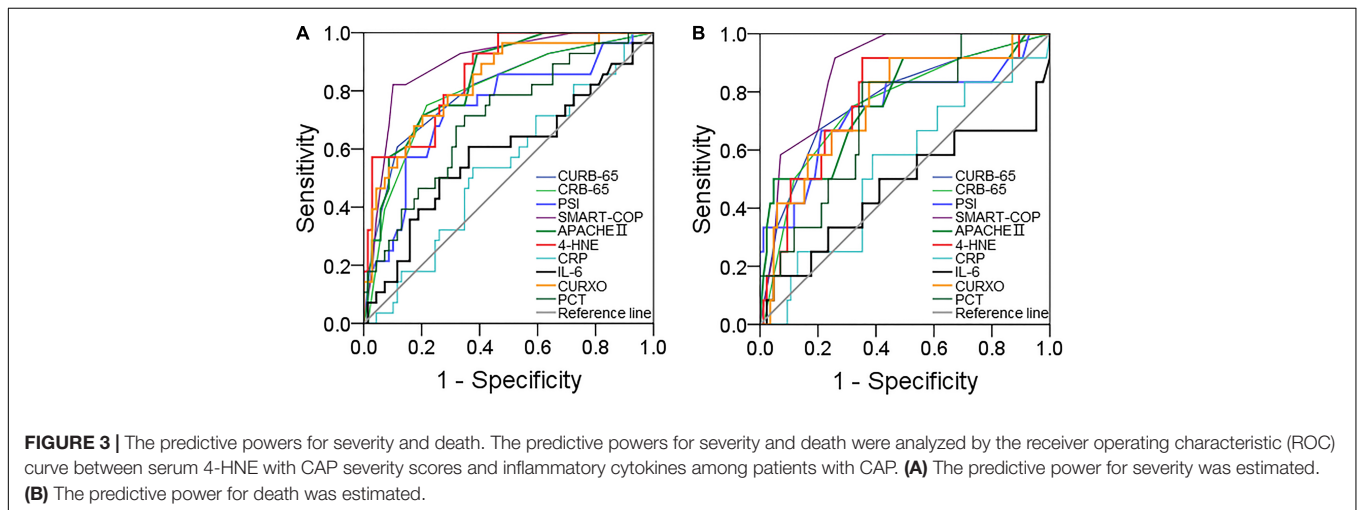 A
B
1.0
0.8
0.6
0.4
0.2
0.0
Sensitivity
0.0 0.2 0.4 0.6 0.8 1.0
1 - Specificity
CURB-65
CRB-65
PSI
SMART-COP
APACHE II
4-HNE
CRP
IL-6
CURXO
PCT
Reference line
1.0
0.8
0.6
0.4
0.2
0.0
Sensitivity
0.0 0.2 0.4 0.6 0.8 1.0
1 - Specificity
CURB-65
CRB-65
PSI
SMART-COP
APACHE II
4-HNE
CRP
IL-6
CURXO
PCT
Reference line
FIGURE 3 | The predictive powers for severity and death. The predictive powers for severity and death were analyzed by the receiver operating characteristic (ROC)
curve between serum 4-HNE with CAP severity scores and inflammatory cytokines among patients with CAP. (A) The predictive power for severity was estimated.
(B) The predictive power for death was estimated.